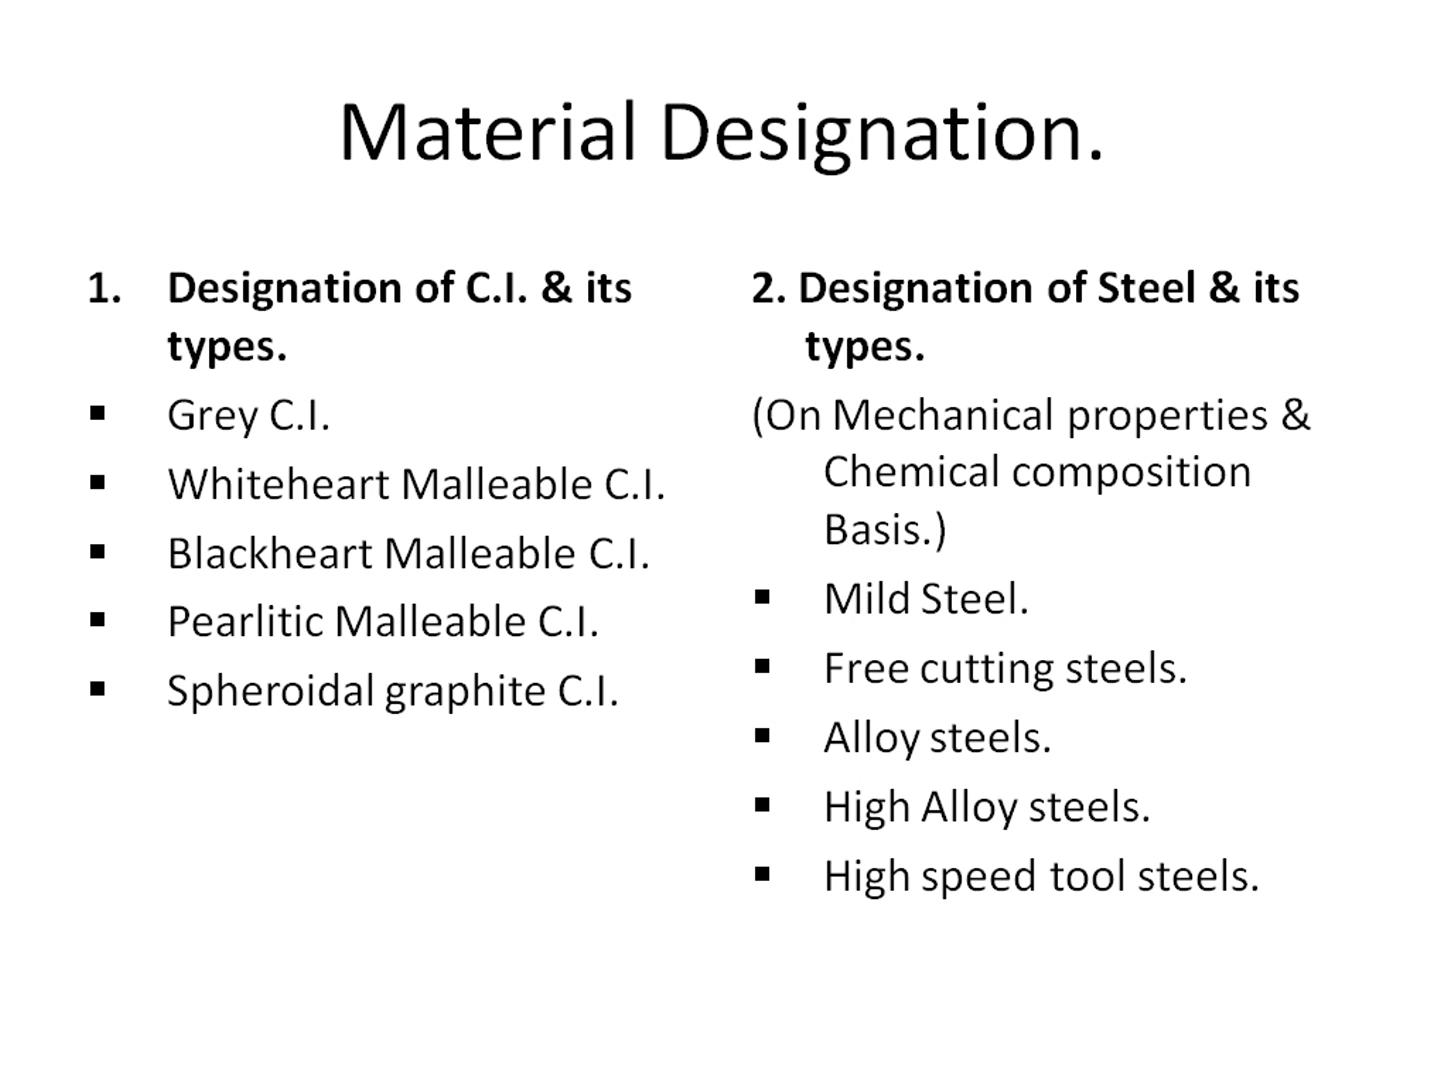 Material Designation.
1. Designation of C.I. & its
types.
▪ Grey C.I.
▪ Whiteheart Malleable C.I.
▪ Blackheart Malleable C.I.
▪ Pearlitic Malleable C.I.
▪ Spheroidal graphite C.I.
2. Designation of Steel & its
types.
(On Mechanical properties &
Chemical composition
Basis.)
▪ Mild Steel.
▪ Free cutting steels.
▪ Alloy steels.
▪ High Alloy steels.
▪ High speed tool steels.